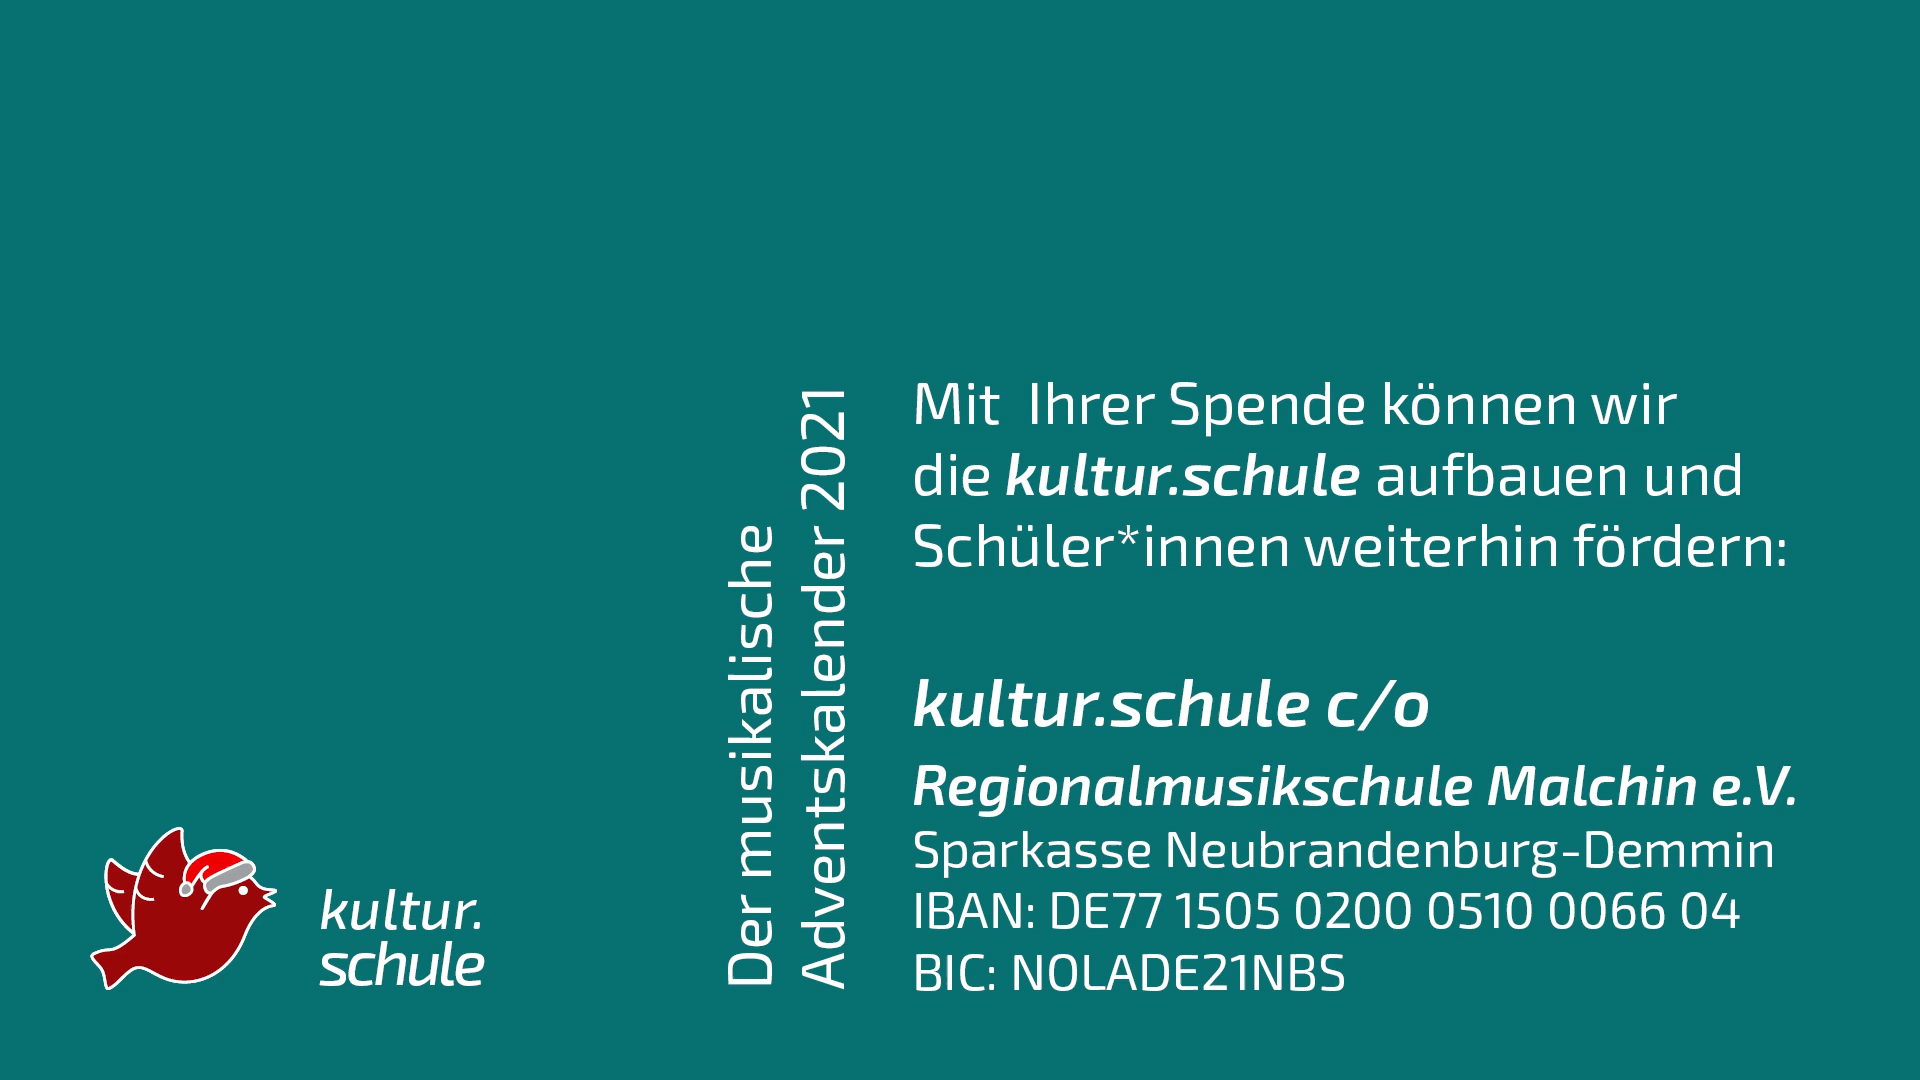 kultur.
schule
Der musikalische
Adventskalender 2021
Mit Ihrer Spende können wir
die kultur.schule aufbauen und
Schüler*innen weiterhin fördern:
kultur.schule c/o
Regionalmusikschule Malchin e.V.
Sparkasse Neubrandenburg-Demmin
IBAN: DE77 1505 0200 0510 0066 04
BIC: NOLADE21NBS